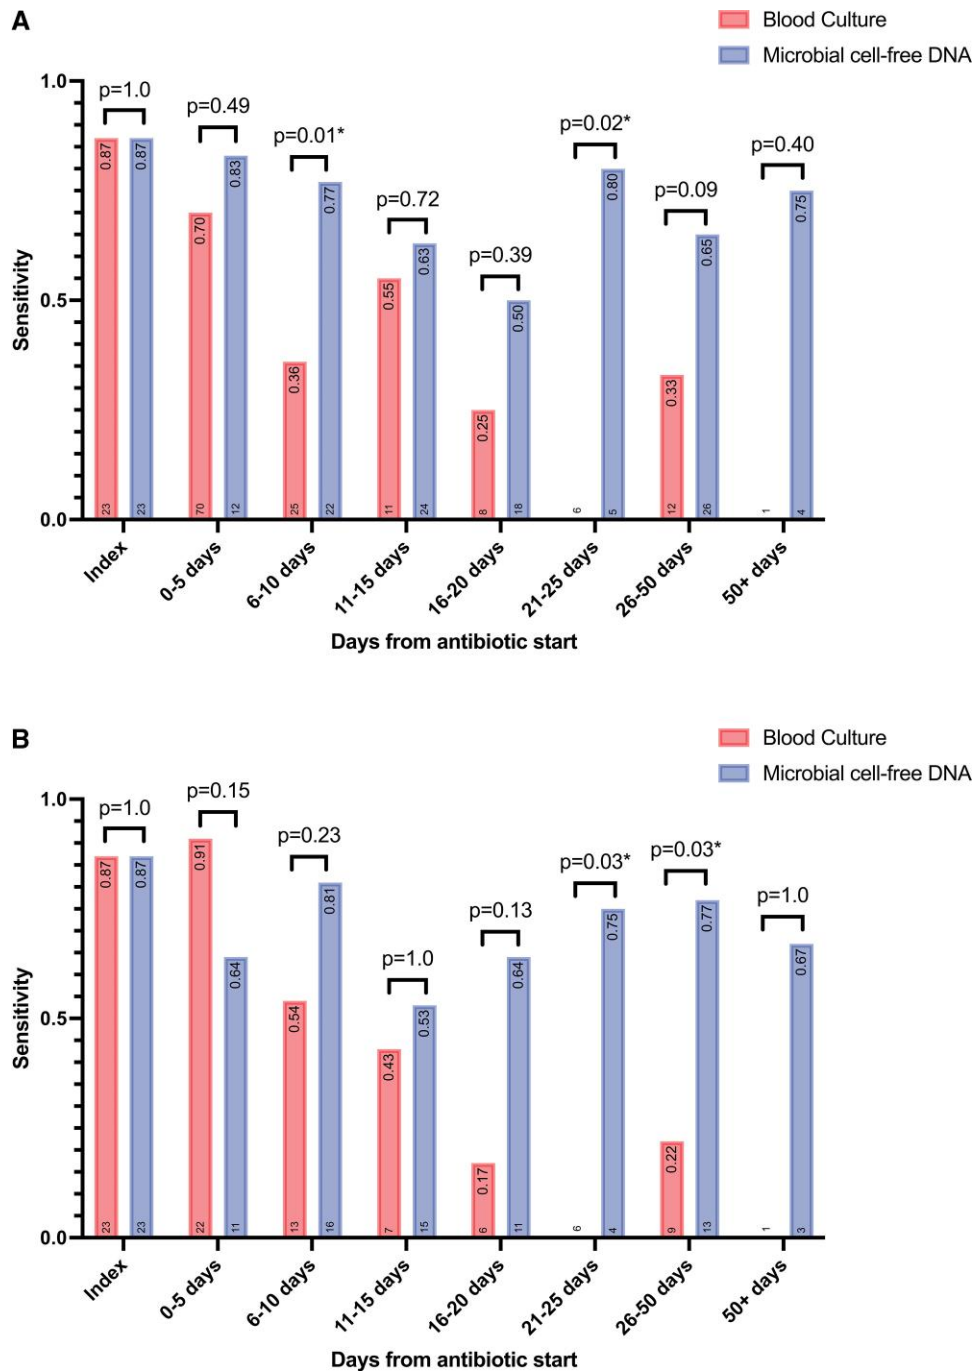 A
Blood Culture
Microbial cell-free DNA
1.0
0.5
0.0
Sensitivity
p=1.0
p=0.49
p=0.01*
p=0.72
p=0.39
p=0.02*
p=0.09
p=0.40
0.87
0.87
0.70
0.83
0.36
0.77
0.55
0.63
0.25
0.50
0.80
0.33
0.65
0.75
23
23
70
12
25
22
11
24
8
18
6
5
12
26
1
4
Index
0-5 days
6-10 days
11-15 days
16-20 days
21-25 days
26-50 days
50+ days
Days from antibiotic start
B
Blood Culture
Microbial cell-free DNA
1.0
0.5
0.0
Sensitivity
p=1.0
p=0.15
p=0.23
p=1.0
p=0.13
p=0.03*
p=0.03*
p=1.0
0.87
0.87
0.91
0.64
0.54
0.81
0.43
0.53
0.17
0.64
0.75
0.22
0.77
0.67
23
23
22
11
13
16
7
15
6
11
6
4
9
13
1
3
Index
0-5 days
6-10 days
11-15 days
16-20 days
21-25 days
26-50 days
50+ days
Days from antibiotic start